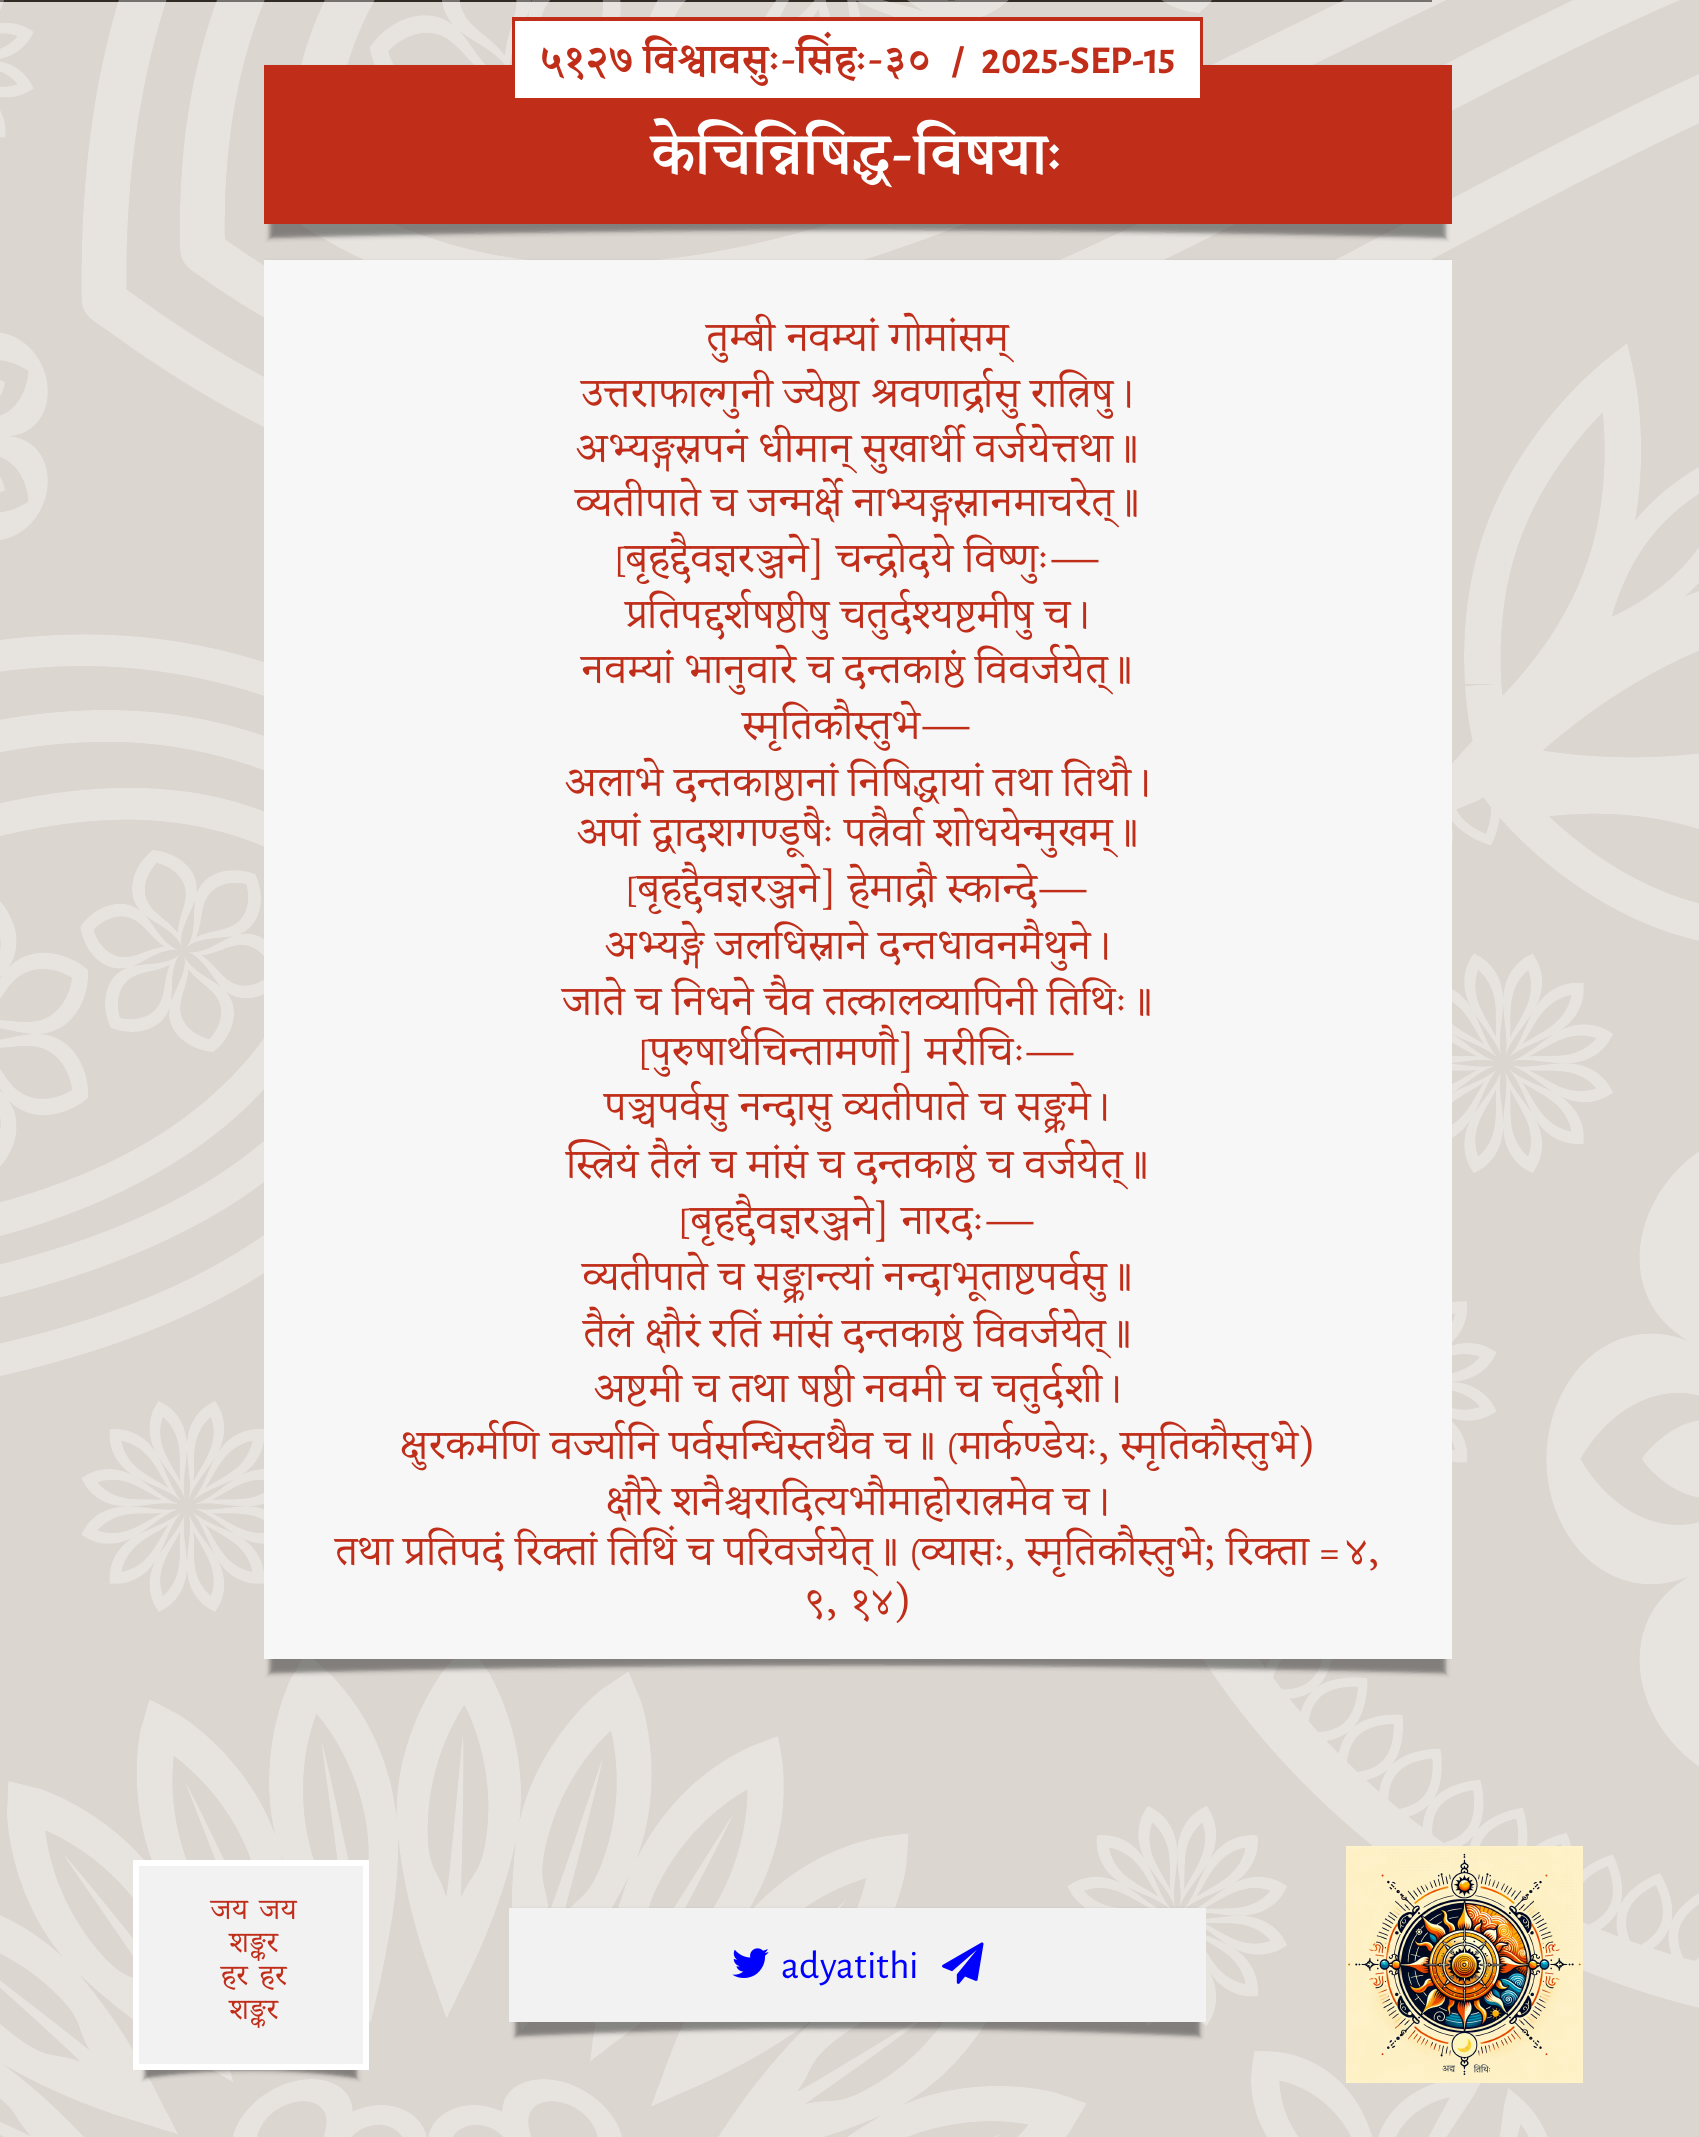 ५१२७ विश्वावसुः-सिंहः-३० / 2025-SEP-15
केचिन्निषिद्ध-विषयाः
तुम्बी नवम्यां गोमांसम्
उत्तराफाल्गुनी ज्येष्ठा श्रवणार्द्रासु रात्रिषु।
अभ्यङ्गस्नपनं धीमान् सुखार्थी वर्जयेत्तथा॥
व्यतीपाते च जन्मर्क्षे नाभ्यङ्गस्नानमाचरेत्॥
[बृहद्दैवज्ञरञ्जने] चन्द्रोदये विष्णुः—
प्रतिपद्दर्शषष्ठीषु चतुर्दश्यष्टमीषु च।
नवम्यां भानुवारे च दन्तकाष्ठं विवर्जयेत्॥
स्मृतिकौस्तुभे—
अलाभे दन्तकाष्ठानां निषिद्धायां तथा तिथौ।
अपां द्वादशगण्डूषैः पत्रैर्वा शोधयेन्मुखम्॥
[बृहद्दैवज्ञरञ्जने] हेमाद्रौ स्कान्दे—
अभ्यङ्गे जलधिस्नाने दन्तधावनमैथुने।
जाते च निधने चैव तत्कालव्यापिनी तिथिः॥
[पुरुषार्थचिन्तामणौ] मरीचिः—
पञ्चपर्वसु नन्दासु व्यतीपाते च सङ्क्रमे।
स्त्रियं तैलं च मांसं च दन्तकाष्ठं च वर्जयेत्॥
[बृहद्दैवज्ञरञ्जने] नारदः—
व्यतीपाते च सङ्क्रान्त्यां नन्दाभूताष्टपर्वसु॥
तैलं क्षौरं रतिं मांसं दन्तकाष्ठं विवर्जयेत्॥
अष्टमी च तथा षष्ठी नवमी च चतुर्दशी।
क्षुरकर्मणि वर्ज्यानि पर्वसन्धिस्तथैव च॥ (मार्कण्डेयः, स्मृतिकौस्तुभे)
क्षौरे शनैश्चरादित्यभौमाहोरात्रमेव च।
तथा प्रतिपदं रिक्तां तिथिं च परिवर्जयेत्॥ (व्यासः, स्मृतिकौस्तुभे; रिक्ता = ४,
९, १४)
जय जय
शङ्कर
हर हर
शङ्कर
adyatithi
अद्य तिथिः